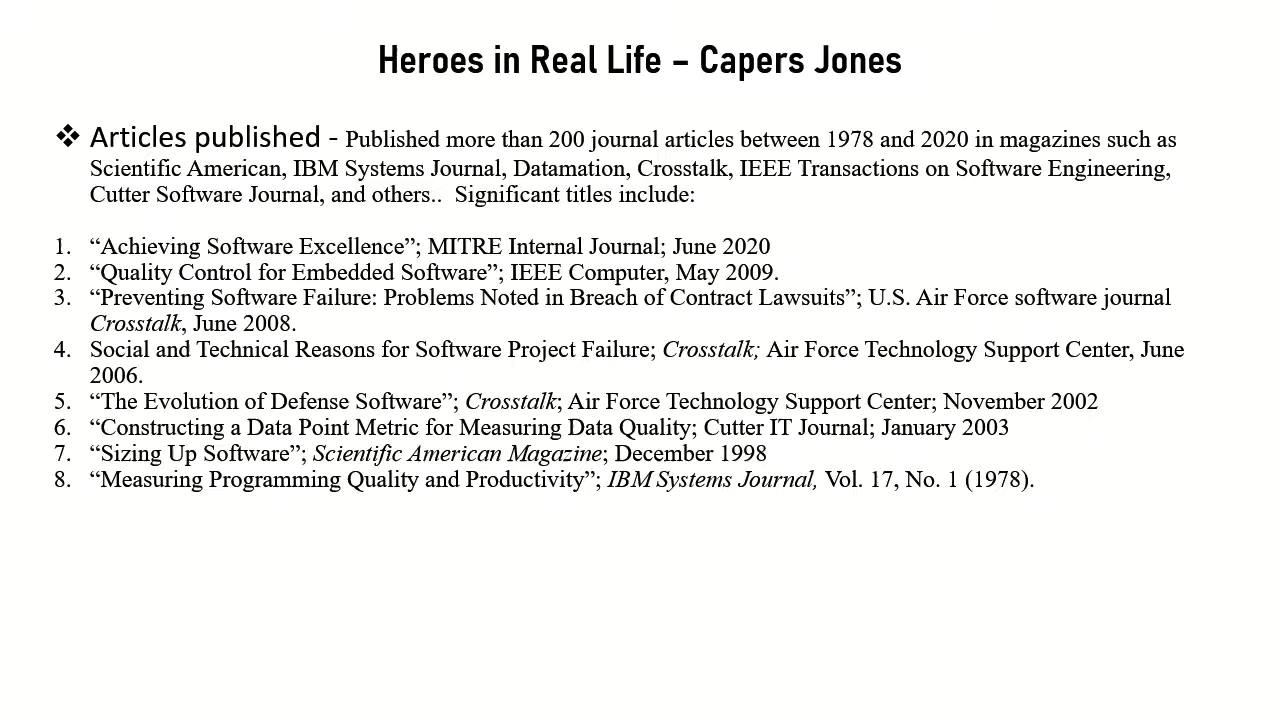 Heroes in Real Life – Capers Jones
❖ Articles published - Published more than 200 journal articles between 1978 and 2020 in magazines such as
Scientific American, IBM Systems Journal, Datamation, Crosstalk, IEEE Transactions on Software Engineering,
Cutter Software Journal, and others..  Significant titles include:
1. “Achieving Software Excellence”; MITRE Internal Journal; June 2020
2. “Quality Control for Embedded Software”; IEEE Computer, May 2009.
3. “Preventing Software Failure: Problems Noted in Breach of Contract Lawsuits”; U.S. Air Force software journal
Crosstalk, June 2008.
4. Social and Technical Reasons for Software Project Failure; Crosstalk; Air Force Technology Support Center, June
2006.
5. “The Evolution of Defense Software”; Crosstalk; Air Force Technology Support Center; November 2002
6. “Constructing a Data Point Metric for Measuring Data Quality; Cutter IT Journal; January 2003
7. “Sizing Up Software”; Scientific American Magazine; December 1998
8. “Measuring Programming Quality and Productivity”; IBM Systems Journal, Vol. 17, No. 1 (1978).